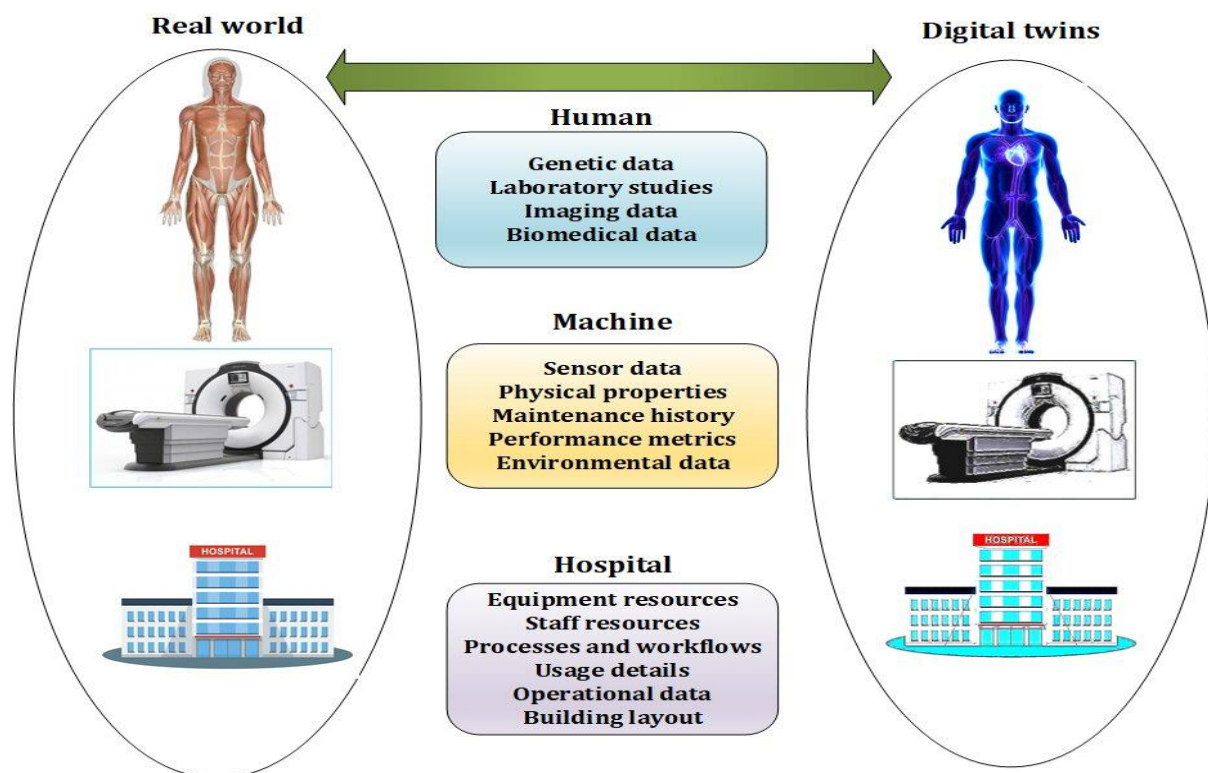 Real world
Digital twins
Human
Genetic data
Laboratory studies
Imaging data
Biomedical data
Machine
Sensor data
Physical properties
Maintenance history
Performance metrics
Environmental data
HOSPITAL
HOSPITAL
Hospital
Equipment resources
Staff resources
Processes and workflows
Usage details
Operational data
Building layout